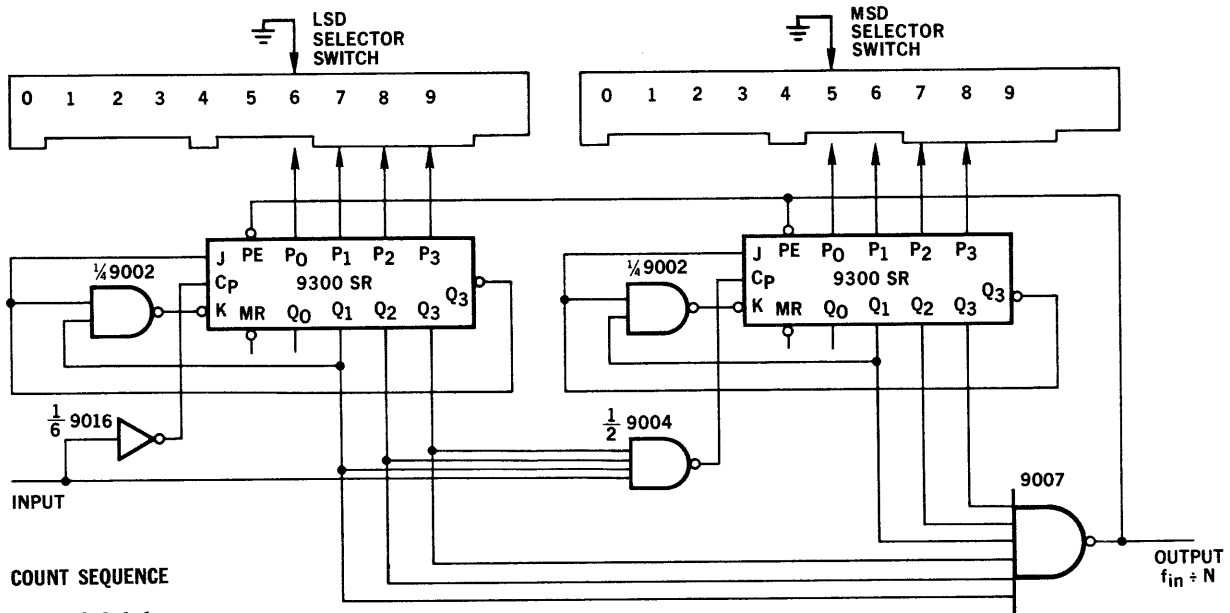 LSD
SELECTOR
SWITCH
MSD
SELECTOR
SWITCH
0 1 2 3 4 5 6 7 8 9
0 1 2 3 4 5 6 7 8 9
J PE P0 P1 P2 P3
CP 9300 SR Q3
K MR Q0 Q1 Q2 Q3
¼ 9002
J PE P0 P1 P2 P3
CP 9300 SR Q3
K MR Q0 Q1 Q2 Q3
¼ 9002
1/6 9016
1/2 9004
INPUT
9007
OUTPUT
fin ÷ N
COUNT SEQUENCE